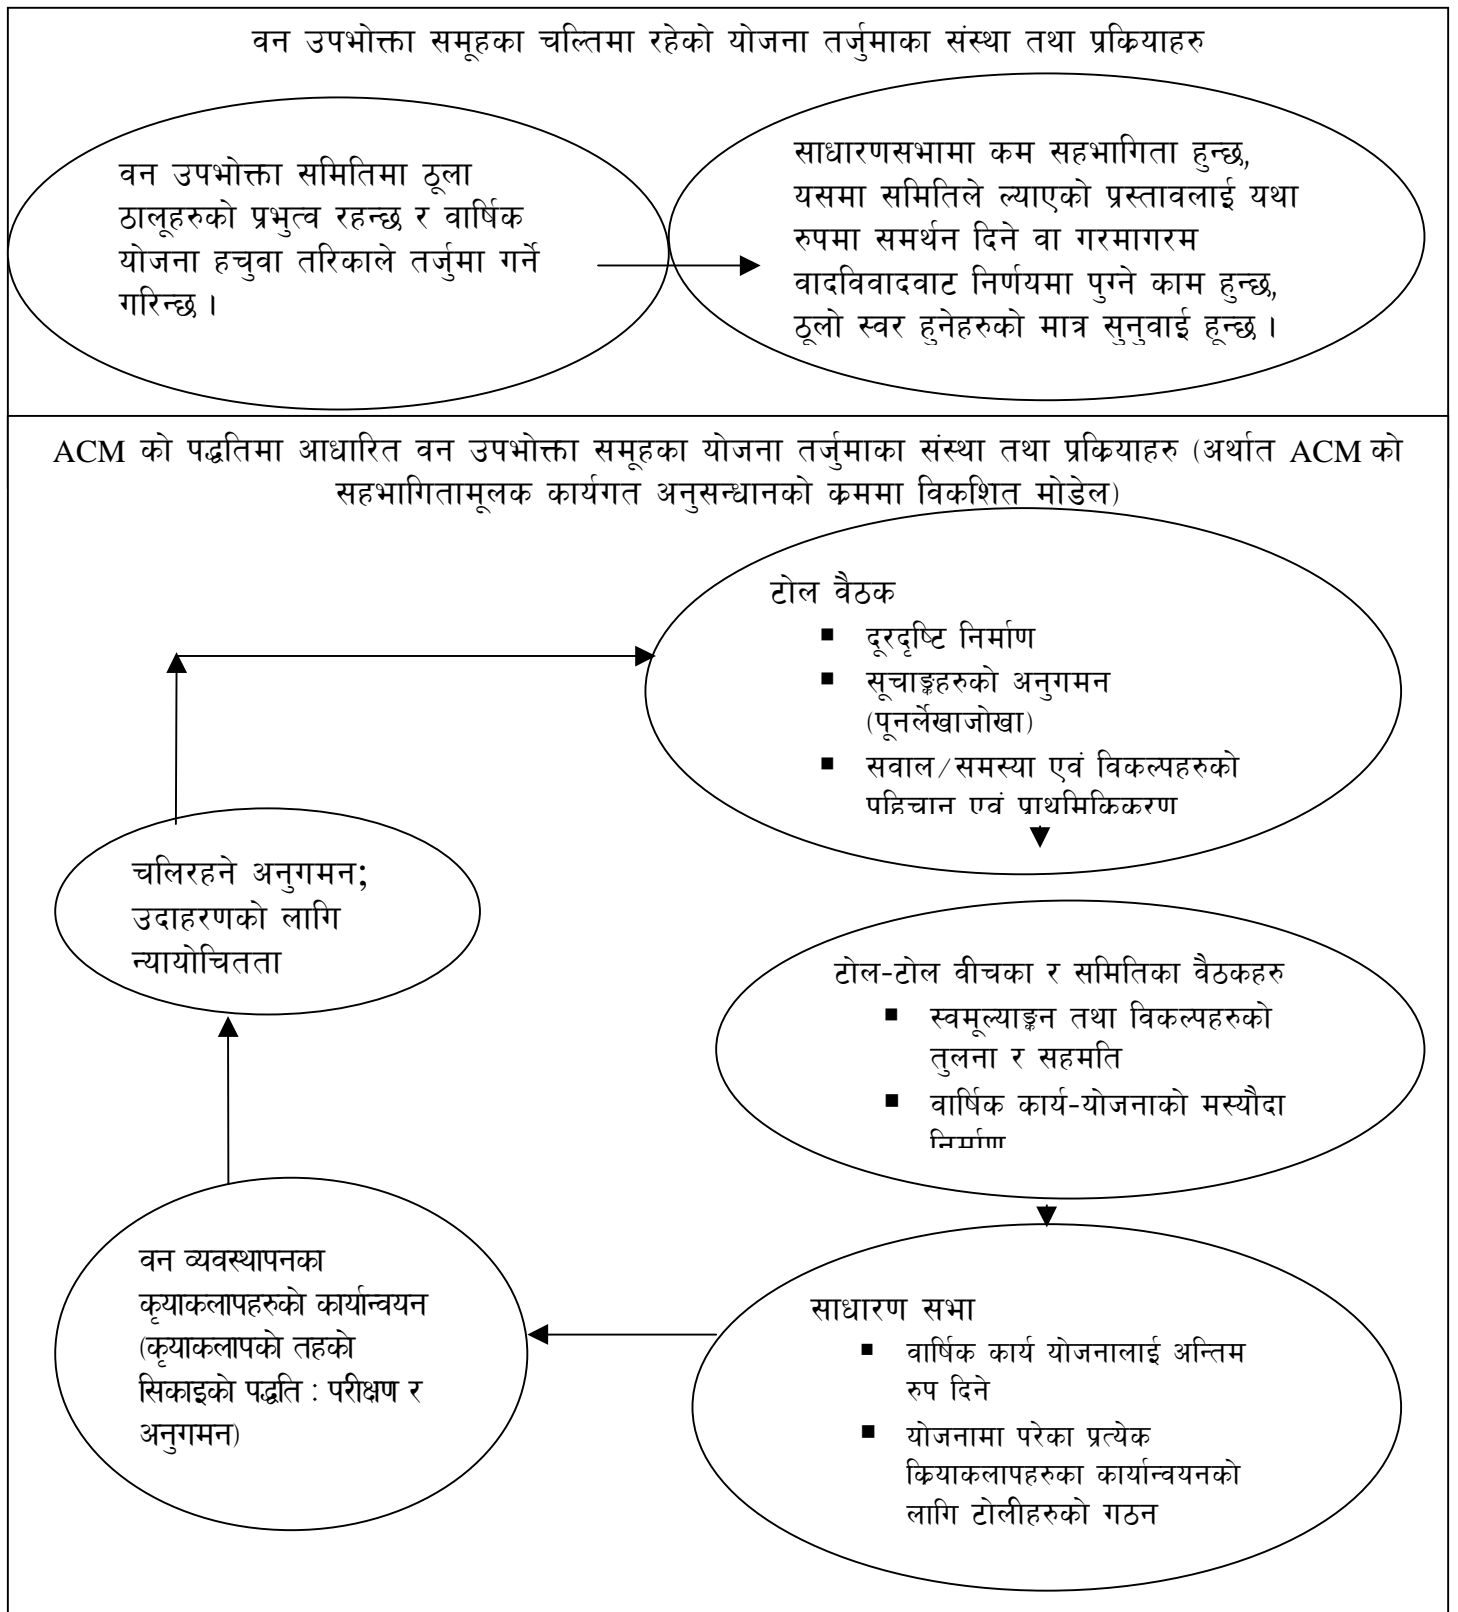 वन उपभोक्ता समूहका चल्तिमा रहेको योजना तर्जुमाका संस्था तथा प्रक्रियाहरु
वन उपभोक्ता समितिमा ठूला
ठालूहरुको प्रभुत्व रहन्छ र वार्षिक
योजना हचुवा तरिकाले तर्जुमा गर्ने
गरिन्छ ।
साधारणसभामा कम सहभागिता हुन्छ,
यसमा समितिले ल्याएको प्रस्तावलाई यथा
रुपमा समर्थन दिने वा गरमागरम
वादविवादवाट निर्णयमा पुग्ने काम हुन्छ,
ठूलो स्वर हुनेहरुको मात्र सुनुवाई हून्छ ।
ACM को पद्धतिमा आधारित वन उपभोक्ता समूहका योजना तर्जुमाका संस्था तथा प्रक्रियाहरु (अर्थात ACM को
सहभागितामूलक कार्यगत अनुसन्धानको क्रममा विकशित मोडेल)
टोल वैठक
▪ दूरदृष्टि निर्माण
▪ सूचाङ्कहरुको अनुगमन
(पूनर्लेखाजोखा)
▪ सवाल/समस्या एवं विकल्पहरुको
पहिचान एवं प्राथमिकिकरण
चलिरहने अनुगमन;
उदाहरणको लागि
न्यायोचितता
टोल-टोल वीचका र समितिका वैठकहरु
▪ स्वमूल्याङ्कन तथा विकल्पहरुको
तुलना र सहमति
▪ वार्षिक कार्य-योजनाको मस्यौदा
निर्माण
वन व्यवस्थापनका
कृयाकलापहरुको कार्यान्वयन
(कृयाकलापको तहको
सिकाइको पद्धति : परीक्षण र
अनुगमन)
साधारण सभा
▪ वार्षिक कार्य योजनालाई अन्तिम
रुप दिने
▪ योजनामा परेका प्रत्येक
क्रियाकलापहरुका कार्यान्वयनको
लागि टोलीहरुको गठन